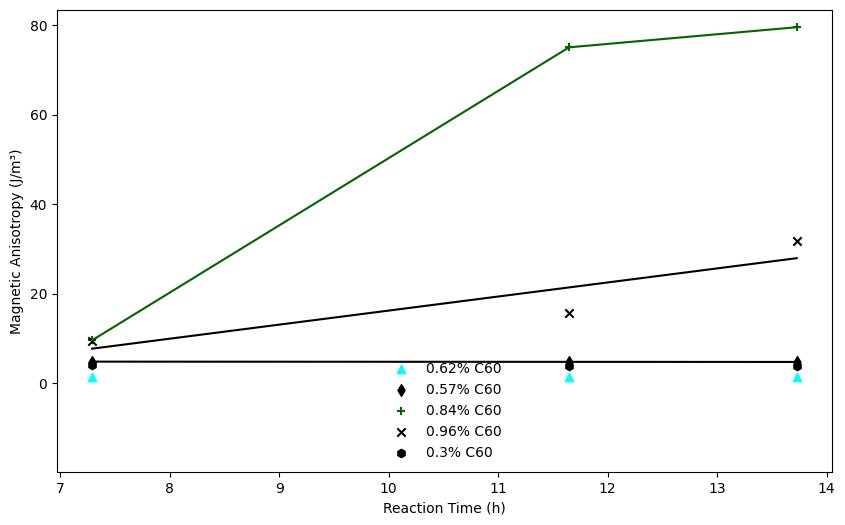 80
60
40
20
0
Magnetic Anisotropy (J/m³)
0.62% C60
0.57% C60
0.84% C60
0.96% C60
0.3% C60
7 8 9 10 11 12 13 14
Reaction Time (h)